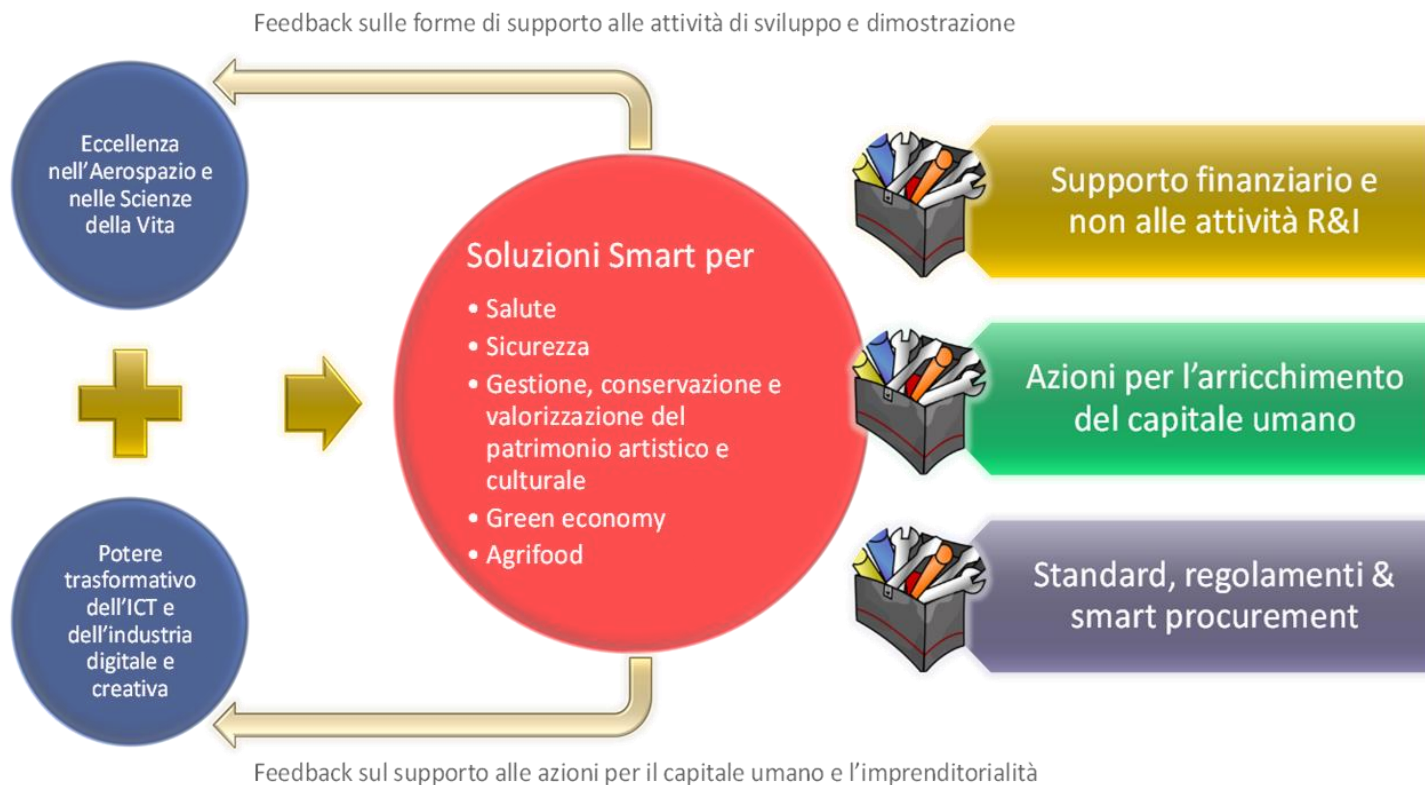 Feedback sulle forme di supporto alle attività di sviluppo e dimostrazione
Eccellenza
nell'Aerospazio e
nelle Scienze
della Vita
Potere
trasformativo
dell'ICT e
dell'industria
digitale e
creativa
Soluzioni Smart per
• Salute
• Sicurezza
• Gestione, conservazione e
valorizzazione del
patrimonio artistico e
culturale
• Green economy
• Agrifood
Supporto finanziario e
non alle attività R&I
Azioni per l'arricchimento
del capitale umano
Standard, regolamenti &
smart procurement
Feedback sul supporto alle azioni per il capitale umano e l'imprenditorialità